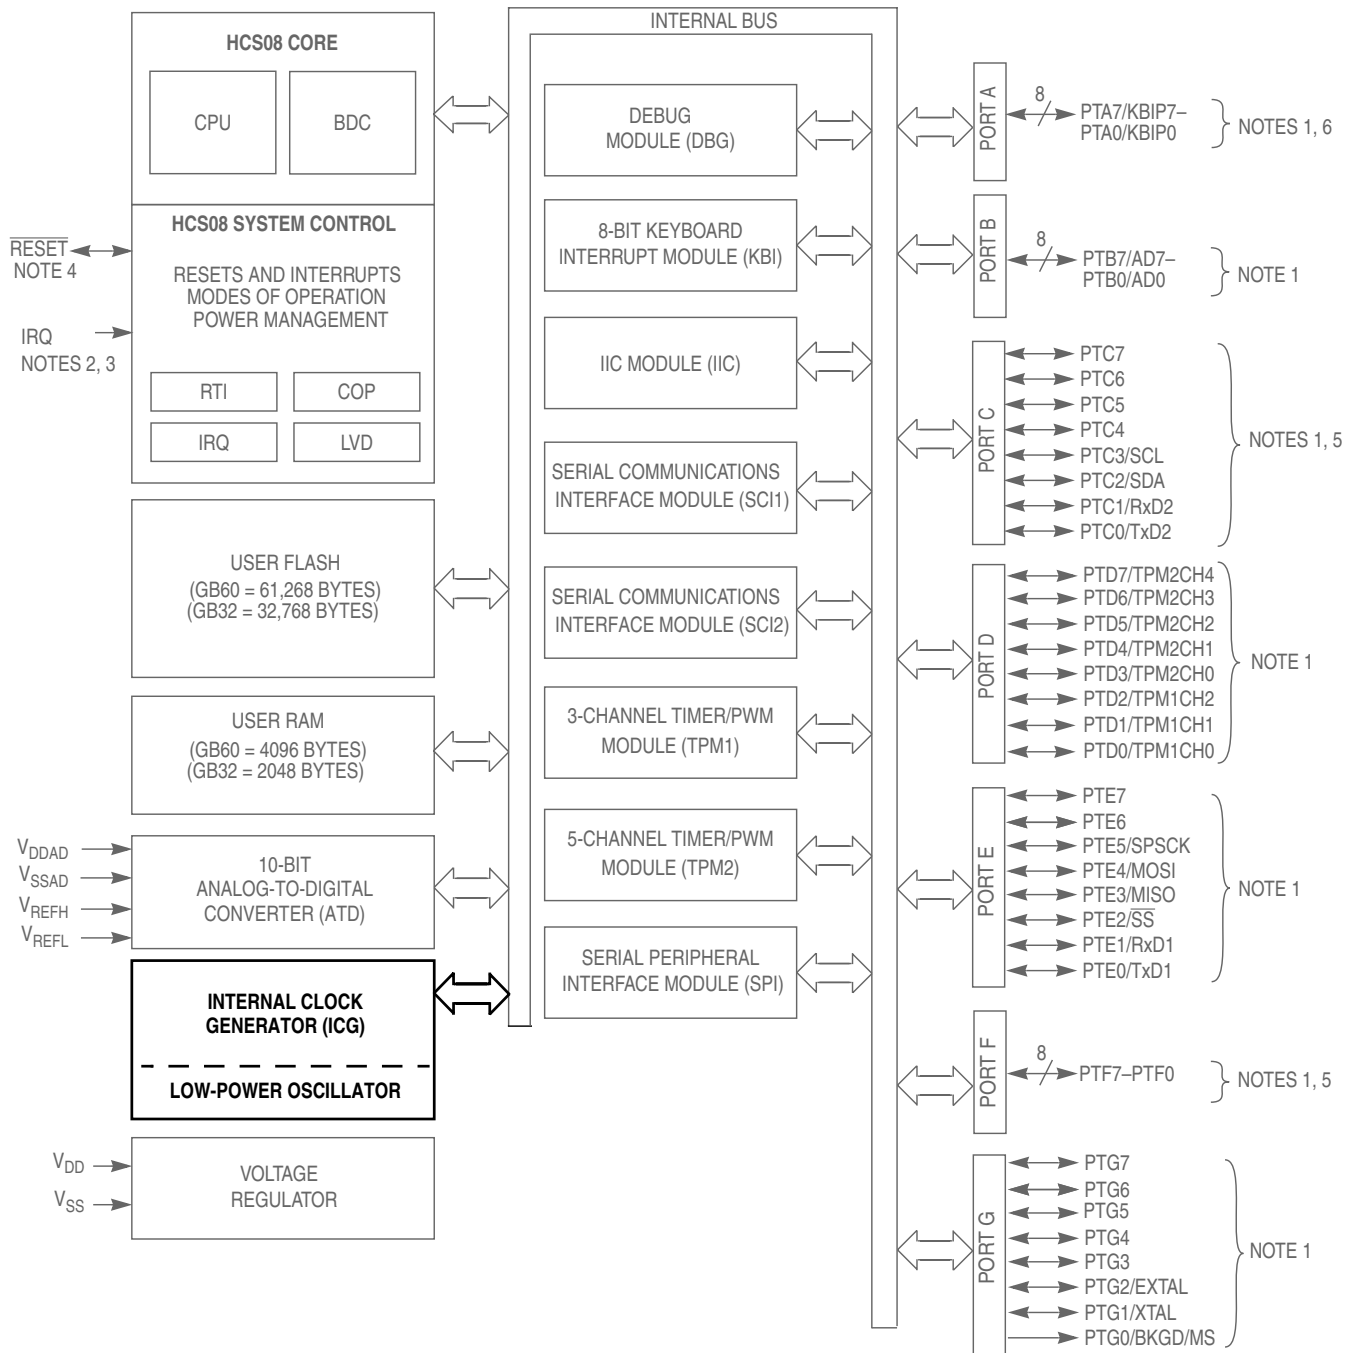 INTERNAL BUS
HCS08 CORE
CPU
BDC
HCS08 SYSTEM CONTROL
RESETS AND INTERRUPTS
MODES OF OPERATION
POWER MANAGEMENT
RTI
COP
IRQ
LVD
RESET
NOTE 4
IRQ
NOTES 2, 3
USER FLASH
(GB60 = 61,268 BYTES)
(GB32 = 32,768 BYTES)
USER RAM
(GB60 = 4096 BYTES)
(GB32 = 2048 BYTES)
VDDAD
VSSAD
VREFH
VREFL
10-BIT
ANALOG-TO-DIGITAL
CONVERTER (ATD)
INTERNAL CLOCK
GENERATOR (ICG)
LOW-POWER OSCILLATOR
VDD
VSS
VOLTAGE
REGULATOR
DEBUG
MODULE (DBG)
8-BIT KEYBOARD
INTERRUPT MODULE (KBI)
IIC MODULE (IIC)
SERIAL COMMUNICATIONS
INTERFACE MODULE (SCI1)
SERIAL COMMUNICATIONS
INTERFACE MODULE (SCI2)
3-CHANNEL TIMER/PWM
MODULE (TPM1)
5-CHANNEL TIMER/PWM
MODULE (TPM2)
SERIAL PERIPHERAL
INTERFACE MODULE (SPI)
PORT A
8
PTA7/KBIP7–
PTA0/KBIP0
NOTES 1, 6
PORT B
8
PTB7/AD7–
PTB0/AD0
NOTE 1
PORT C
PTC7
PTC6
PTC5
PTC4
PTC3/SCL
PTC2/SDA
PTC1/RxD2
PTC0/TxD2
NOTES 1, 5
PORT D
PTD7/TPM2CH4
PTD6/TPM2CH3
PTD5/TPM2CH2
PTD4/TPM2CH1
PTD3/TPM2CH0
PTD2/TPM1CH2
PTD1/TPM1CH1
PTD0/TPM1CH0
NOTE 1
PORT E
PTE7
PTE6
PTE5/SPSCK
PTE4/MOSI
PTE3/MISO
PTE2/SS
PTE1/RxD1
PTE0/TxD1
NOTE 1
PORT F
8
PTF7–PTF0
NOTES 1, 5
PORT G
PTG7
PTG6
PTG5
PTG4
PTG3
PTG2/EXTAL
PTG1/XTAL
PTG0/BKGD/MS
NOTE 1